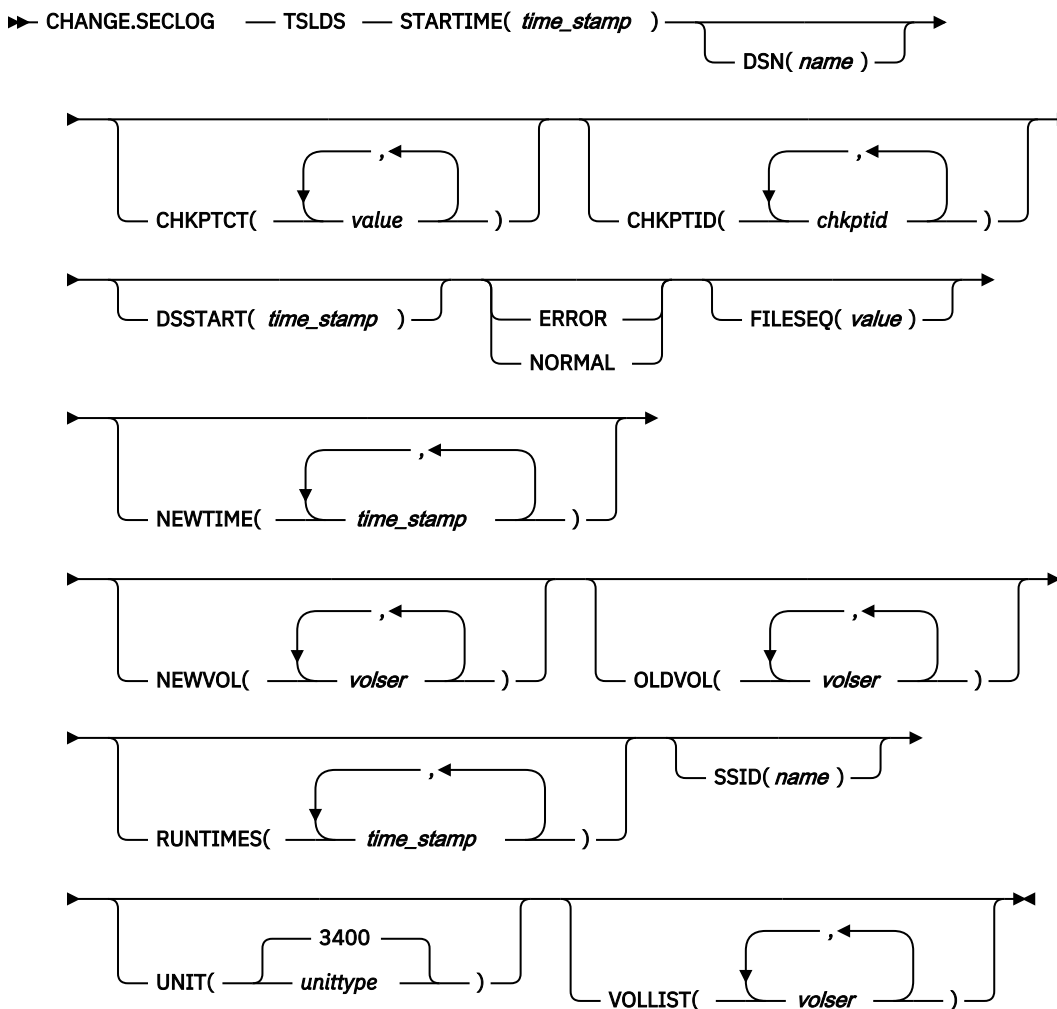 CHANGE.SECLOG TSLDS STARTIME( time_stamp )
DSN( name )
, ,
CHKPTCT( value ) CHKPTID( chkptid )
DSSTART( time_stamp ) ERROR FILESEQ( value )
NORMAL
,
NEWTIME( time_stamp )
, ,
NEWVOL( volser ) OLDVOL( volser )
,
SSID( name )
RUNTIMES( time_stamp )
3400 ,
UNIT( unittype )
VOLLIST( volser )